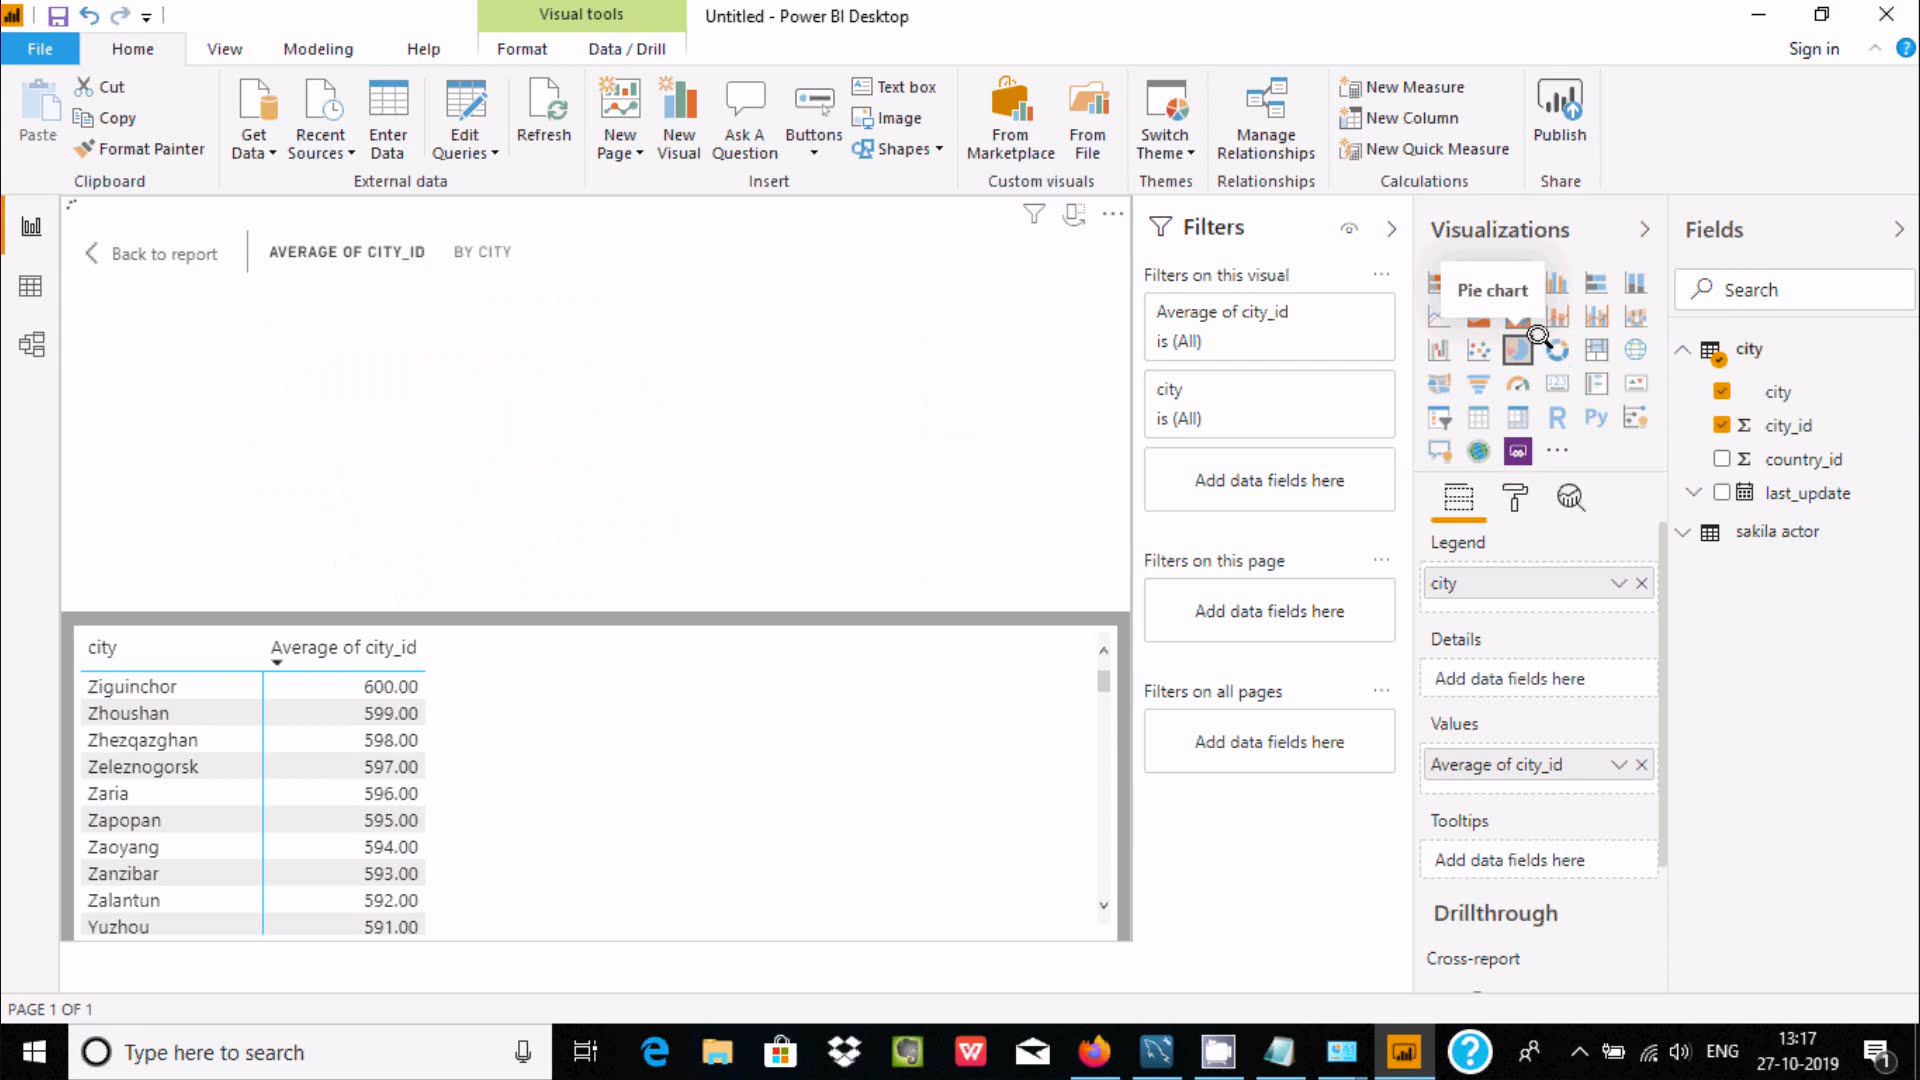 Visual tools
Untitled - Power BI Desktop
File
Home
View
Modeling
Help
Format
Data / Drill
Sign in
?
Paste
Cut
Copy
Format Painter
Clipboard
Get Data
Recent Sources
Enter Data
Edit Queries
Refresh
External data
New Page
New Visual
Ask A Question
Buttons
Text box
Image
Shapes
Insert
From Marketplace
From File
Custom visuals
Switch Theme
Themes
Manage Relationships
Relationships
New Measure
New Column
New Quick Measure
Calculations
Publish
Share
Back to report
AVERAGE OF CITY_ID
BY CITY
city
Average of city_id
Ziguinchor 600.00
Zhoushan 599.00
Zhezqazghan 598.00
Zeleznogorsk 597.00
Zaria 596.00
Zapopan 595.00
Zaoyang 594.00
Zanzibar 593.00
Zalantun 592.00
Yuzhou 591.00
Filters
Filters on this visual
Average of city_id
is (All)
city
is (All)
Add data fields here
Filters on this page
Add data fields here
Filters on all pages
Add data fields here
Visualizations
Pie chart
123
R
Py
Legend
city
Details
Add data fields here
Values
Average of city_id
Tooltips
Add data fields here
Drillthrough
Cross-report
Fields
Search
city
city
Σ city_id
Σ country_id
last_update
sakila actor
PAGE 1 OF 1
Type here to search
W
?
ENG
13:17
27-10-2019
1